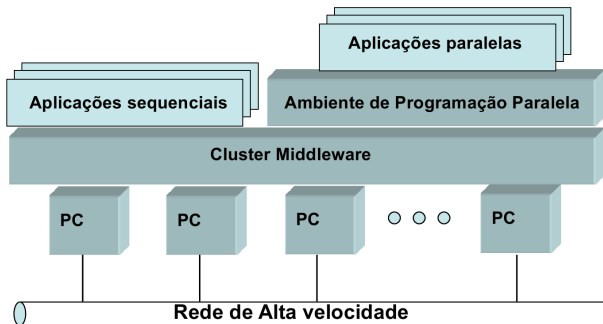 Aplicações paralelas
Aplicações sequenciais
Ambiente de Programação Paralela
Cluster Middleware
PC
PC
PC
PC
Rede de Alta velocidade